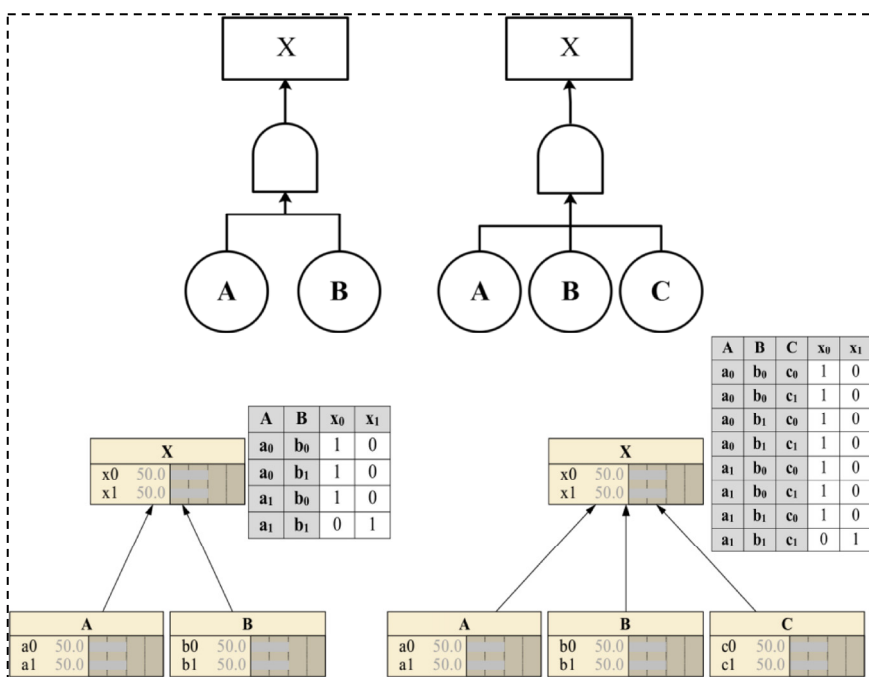 X X
A B A B C
A B C x₀ x₁
a₀ b₀ c₀ 1 0
a₀ b₀ c₁ 1 0
a₀ b₁ c₀ 1 0
a₀ b₁ c₁ 1 0
a₁ b₀ c₀ 1 0
a₁ b₀ c₁ 1 0
a₁ b₁ c₀ 1 0
a₁ b₁ c₁ 0 1
A B x₀ x₁
a₀ b₀ 1 0
a₀ b₁ 1 0
a₁ b₀ 1 0
a₁ b₁ 0 1
X
x0 50.0
x1 50.0
X
x0 50.0
x1 50.0
A
a0 50.0
a1 50.0
B
b0 50.0
b1 50.0
A
a0 50.0
a1 50.0
B
b0 50.0
b1 50.0
C
c0 50.0
c1 50.0